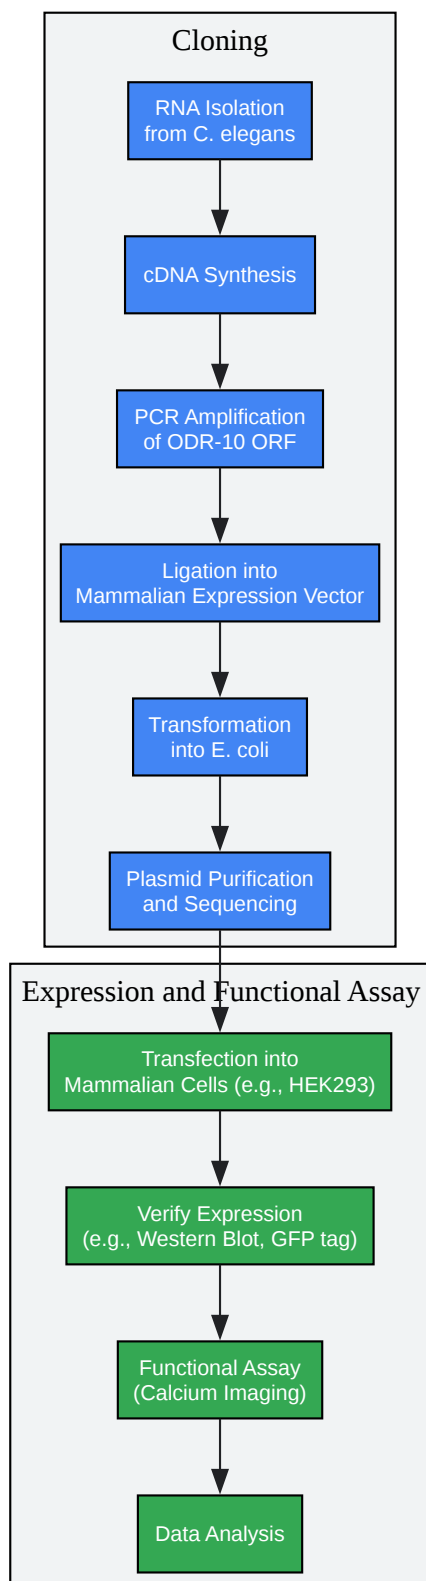 Cloning
RNA Isolation
from C. elegans
cDNA Synthesis
PCR Amplification
of ODR-10 ORF
Ligation into
Mammalian Expression Vector
Transformation
into E. coli
Plasmid Purification
and Sequencing
Expression and Functional Assay
Transfection into
Mammalian Cells (e.g., HEK293)
Verify Expression
(e.g., Western Blot, GFP tag)
Functional Assay
(Calcium Imaging)
Data Analysis